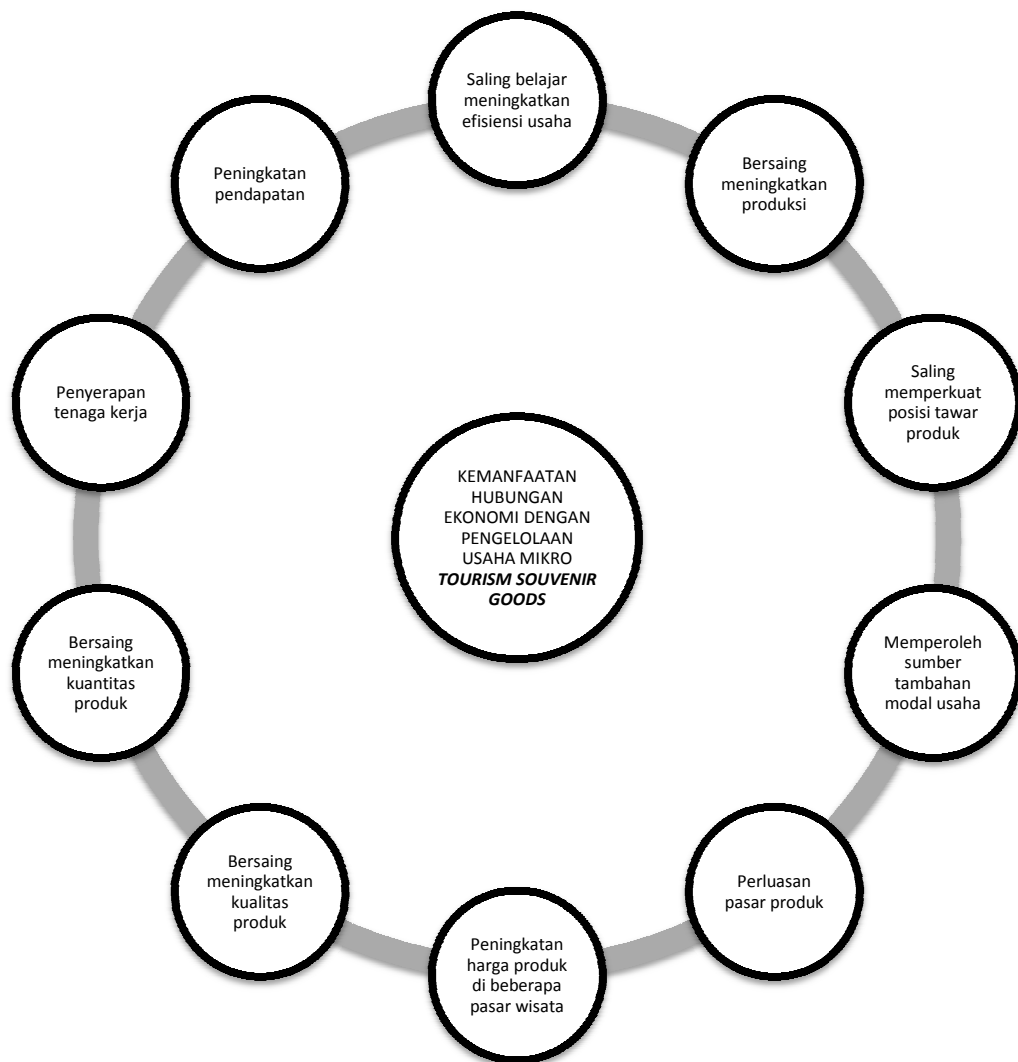 Saling belajar
meningkatkan
efisiensi usaha
Bersaing
meningkatkan
produksi
Saling
memperkuat
posisi tawar
produk
Memperoleh
sumber
tambahan
modal usaha
Perluasan
pasar produk
Peningkatan
harga produk
di beberapa
pasar wisata
Bersaing
meningkatkan
kualitas
produk
Bersaing
meningkatkan
kuantitas
produk
Penyerapan
tenaga kerja
Peningkatan
pendapatan
KEMANFAATAN
HUBUNGAN
EKONOMI DENGAN
PENGELOLAAN
USAHA MIKRO
TOURISM SOUVENIR
GOODS